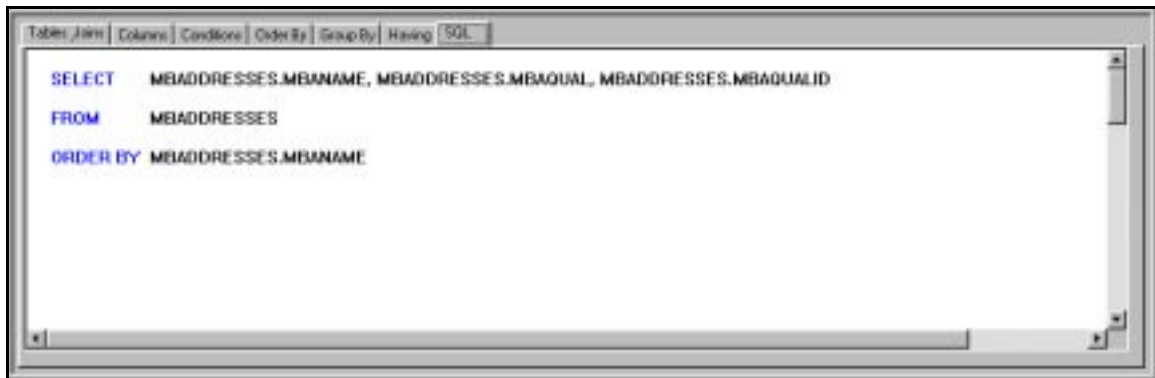 Tables, Joins Columns Conditions Order By Group By Having SQL
SELECT MBADDRESSES.MBANAME, MBADDRESSES.MBAQUAL, MBADDRESSES.MBAQUALID
FROM MBADDRESSES
ORDER BY MBADDRESSES.MBANAME